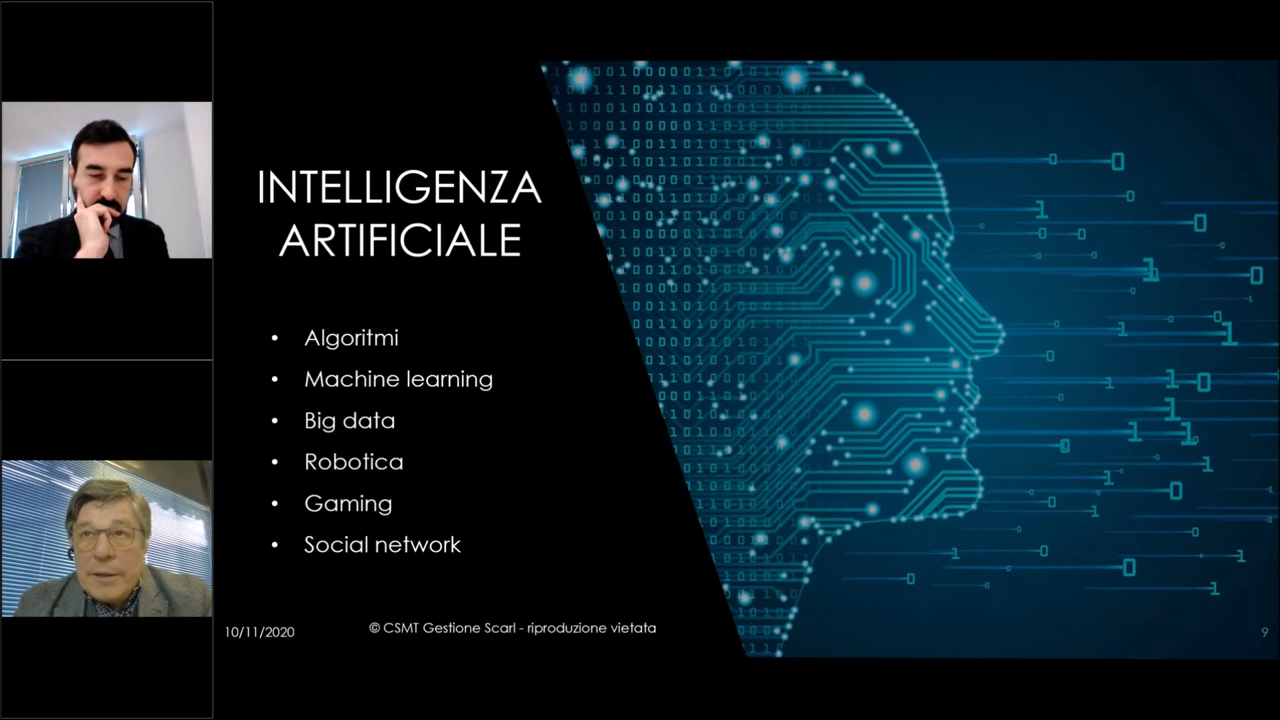 INTELLIGENZA
ARTIFICIALE
• Algoritmi
• Machine learning
• Big data
• Robotica
• Gaming
• Social network
10/11/2020
© CSMT Gestione Scarl - riproduzione vietata
9